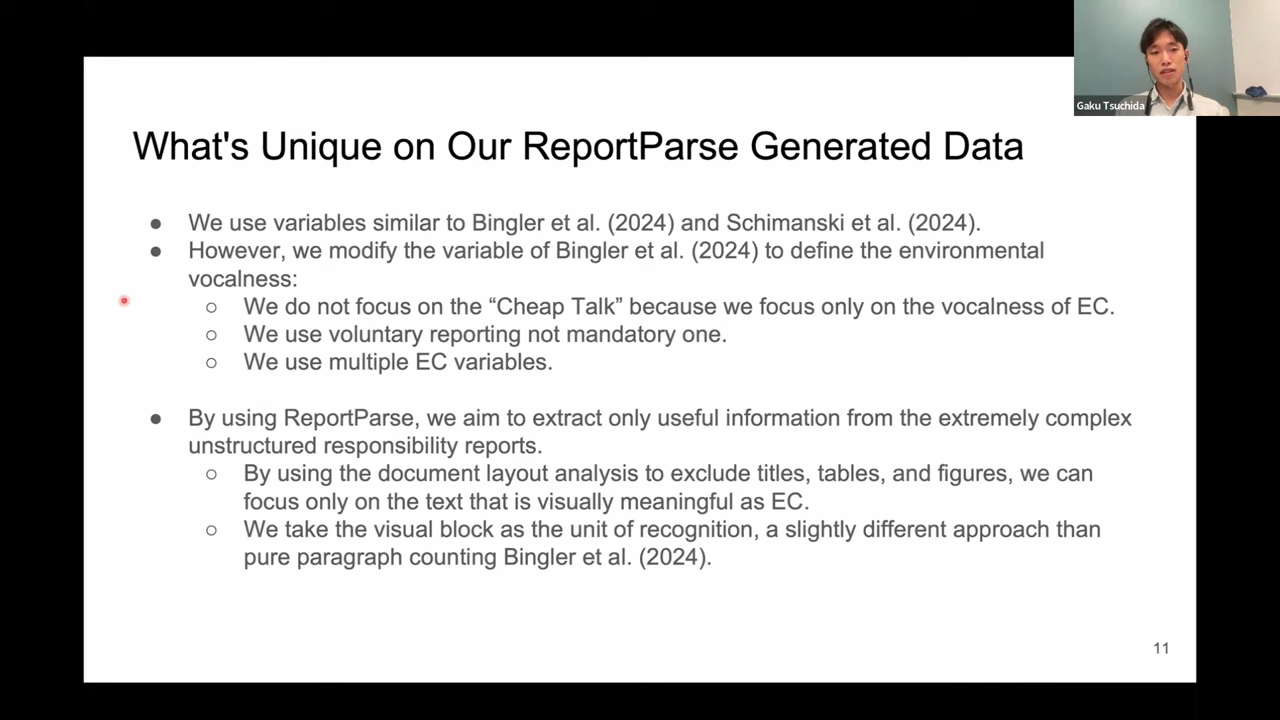 Gaku Tsuchida
What's Unique on Our ReportParse Generated Data
● We use variables similar to Bingler et al. (2024) and Schimanski et al. (2024).
● However, we modify the variable of Bingler et al. (2024) to define the environmental
vocalness:
○ We do not focus on the “Cheap Talk” because we focus only on the vocalness of EC.
○ We use voluntary reporting not mandatory one.
○ We use multiple EC variables.
● By using ReportParse, we aim to extract only useful information from the extremely complex
unstructured responsibility reports.
○ By using the document layout analysis to exclude titles, tables, and figures, we can
focus only on the text that is visually meaningful as EC.
○ We take the visual block as the unit of recognition, a slightly different approach than
pure paragraph counting Bingler et al. (2024).
11